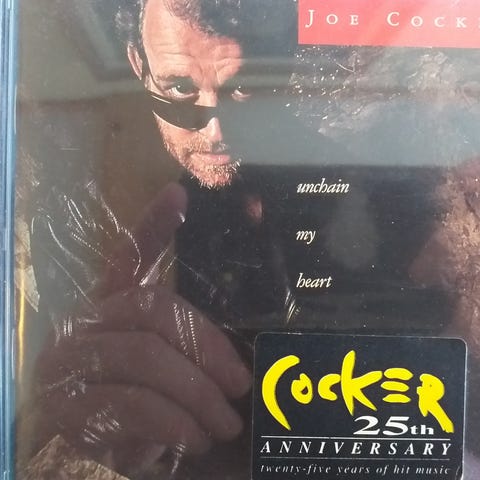 JOE COCK
unchain
my
heart
COCKER
25th
ANNIVERSARY
twenty-five years of hit music